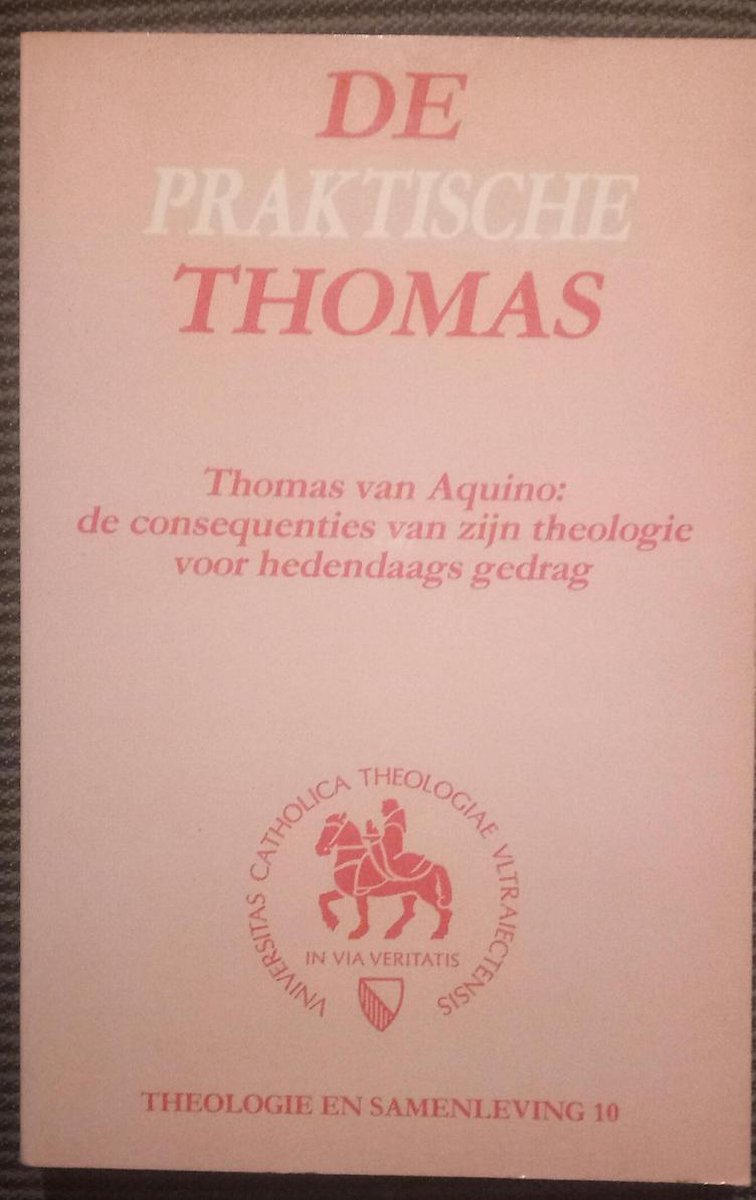 DE
PRAKTISCHE
THOMAS
Thomas van Aquino:
de consequenties van zijn theologie
voor hedendaags gedrag
VNIVERSITAS CATHOLICA THEOLOGIAE VLTRAIECTENSIS
IN VIA VERITATIS
THEOLOGIE EN SAMENLEVING 10